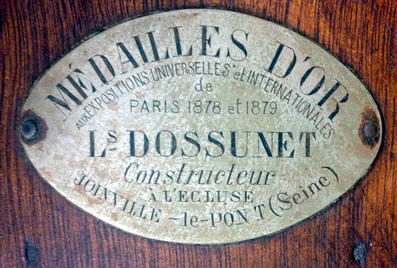 MÉDAILLES D'OR
AUX EXPOSITIONS UNIVERSELLES et INTERNATIONALES
de
PARIS 1878 et 1879
Ls DOSSUNET
Constructeur
À L'ECLUSE
JOINVILLE-le-PONT (Seine)